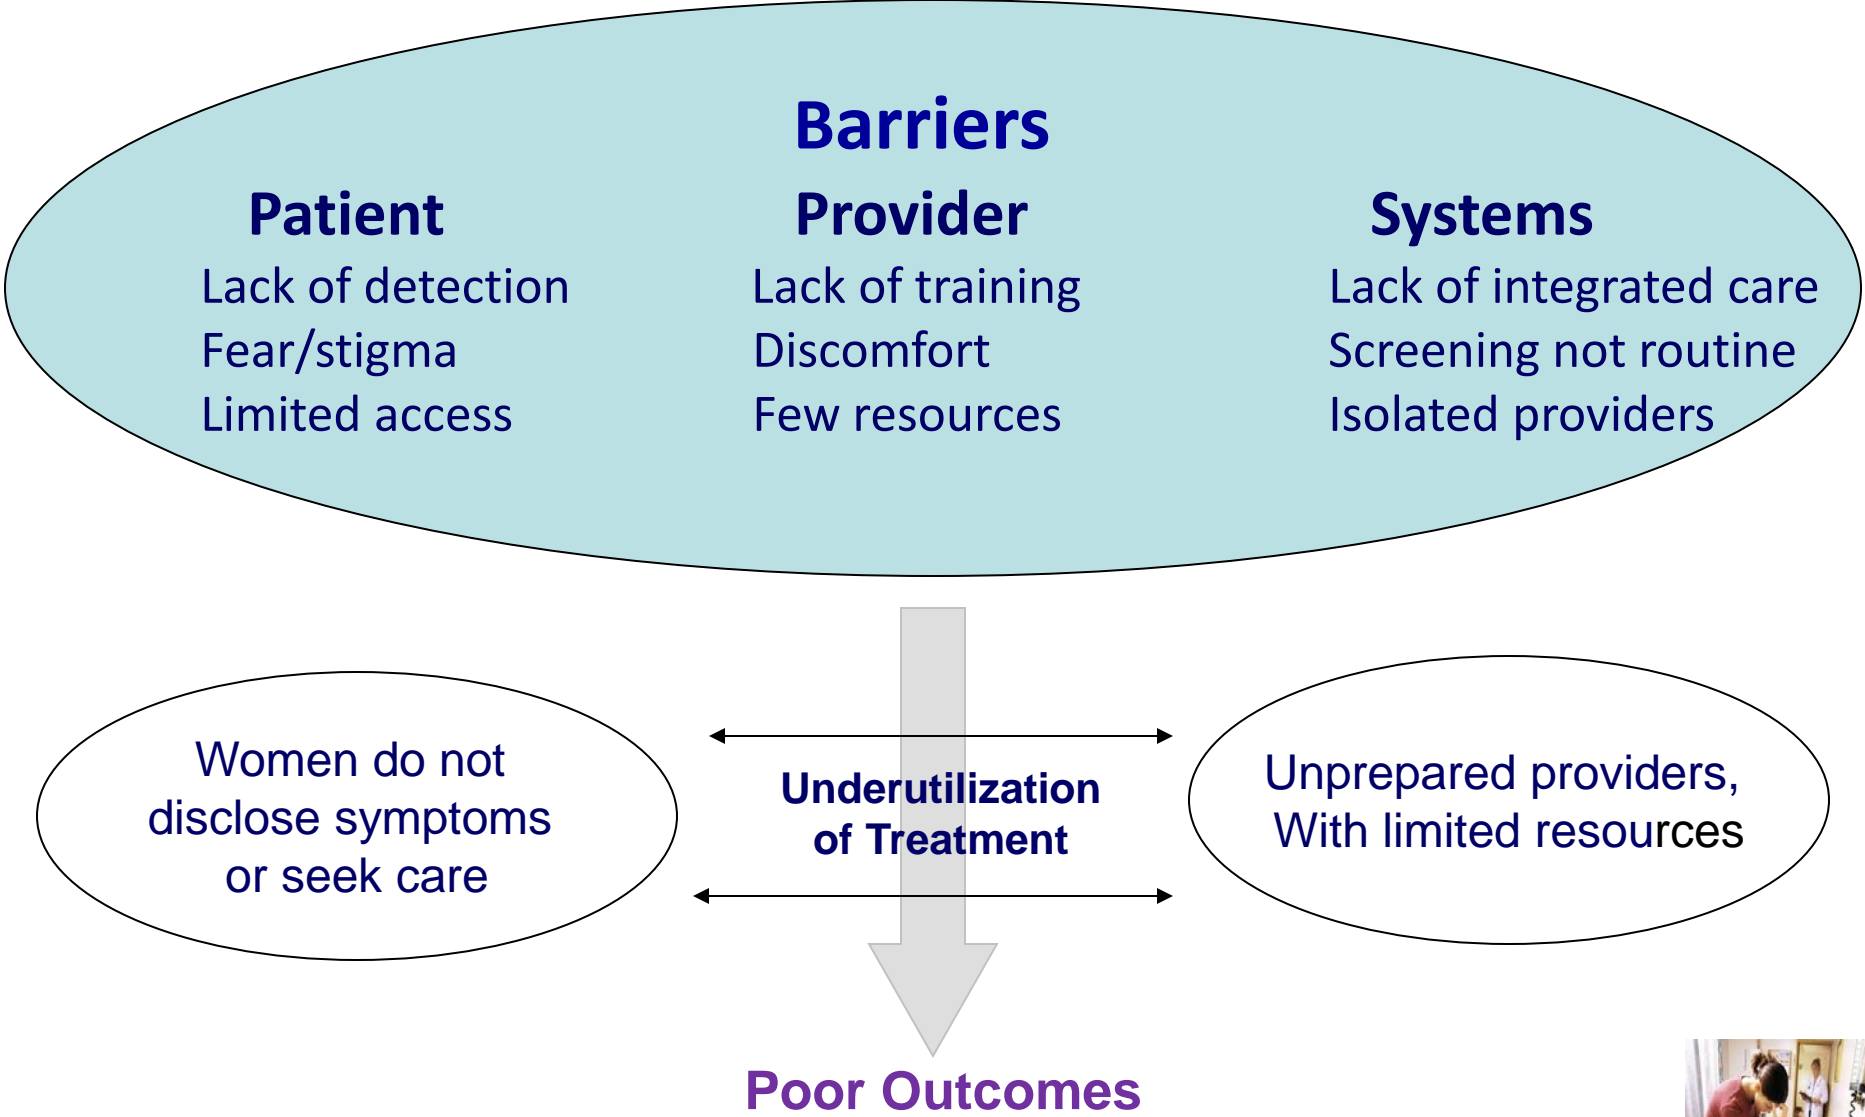 Barriers
Patient
Lack of detection
Fear/stigma
Limited access
Provider
Lack of training
Discomfort
Few resources
Systems
Lack of integrated care
Screening not routine
Isolated providers
Women do not
disclose symptoms
or seek care
Underutilization
of Treatment
Unprepared providers,
With limited resources
Poor Outcomes